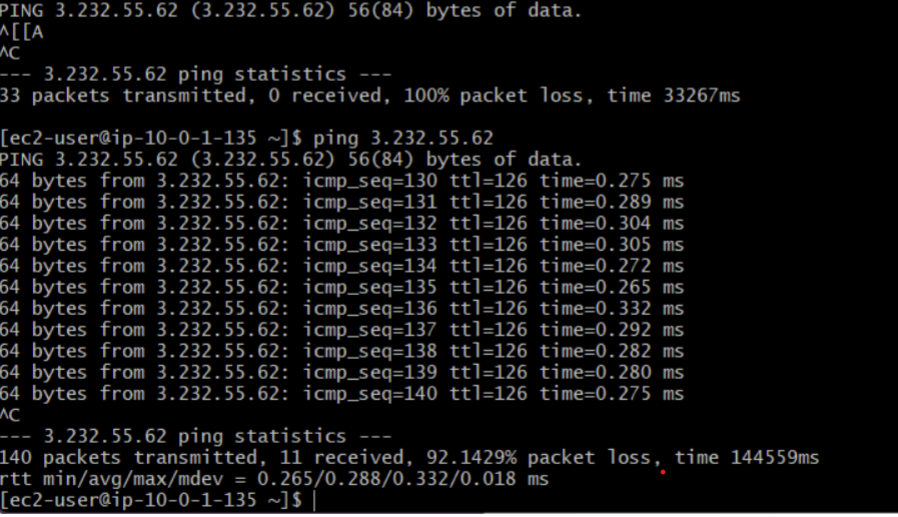 PING 3.232.55.62 (3.232.55.62) 56(84) bytes of data.
^[[A
^C
--- 3.232.55.62 ping statistics ---
33 packets transmitted, 0 received, 100% packet loss, time 33267ms
[ec2-user@ip-10-0-1-135 ~]$ ping 3.232.55.62
PING 3.232.55.62 (3.232.55.62) 56(84) bytes of data.
64 bytes from 3.232.55.62: icmp_seq=130 ttl=126 time=0.275 ms
64 bytes from 3.232.55.62: icmp_seq=131 ttl=126 time=0.289 ms
64 bytes from 3.232.55.62: icmp_seq=132 ttl=126 time=0.304 ms
64 bytes from 3.232.55.62: icmp_seq=133 ttl=126 time=0.305 ms
64 bytes from 3.232.55.62: icmp_seq=134 ttl=126 time=0.272 ms
64 bytes from 3.232.55.62: icmp_seq=135 ttl=126 time=0.265 ms
64 bytes from 3.232.55.62: icmp_seq=136 ttl=126 time=0.332 ms
64 bytes from 3.232.55.62: icmp_seq=137 ttl=126 time=0.292 ms
64 bytes from 3.232.55.62: icmp_seq=138 ttl=126 time=0.282 ms
64 bytes from 3.232.55.62: icmp_seq=139 ttl=126 time=0.280 ms
64 bytes from 3.232.55.62: icmp_seq=140 ttl=126 time=0.275 ms
^C
--- 3.232.55.62 ping statistics ---
140 packets transmitted, 11 received, 92.1429% packet loss, time 144559ms
rtt min/avg/max/mdev = 0.265/0.288/0.332/0.018 ms
[ec2-user@ip-10-0-1-135 ~]$